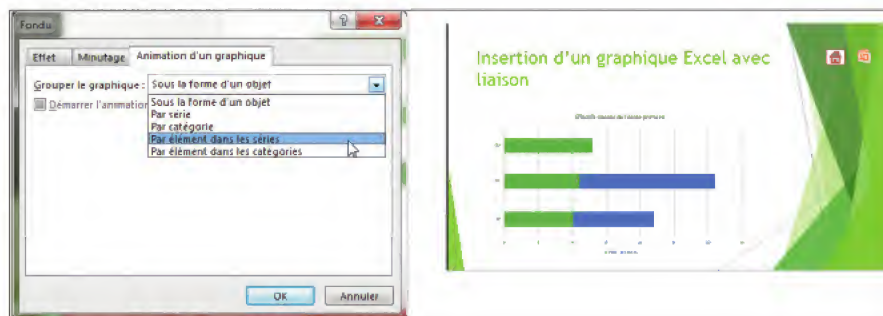 Fondu
Effet Minutage Animation d'un graphique
Grouper le graphique : Sous la forme d'un objet
Démarrer l'animation
Sous la forme d'un objet
Par série
Par catégorie
Par élément dans les séries
Par élément dans les catégories
OK Annuler
Insertion d'un graphique Excel avec
liaison